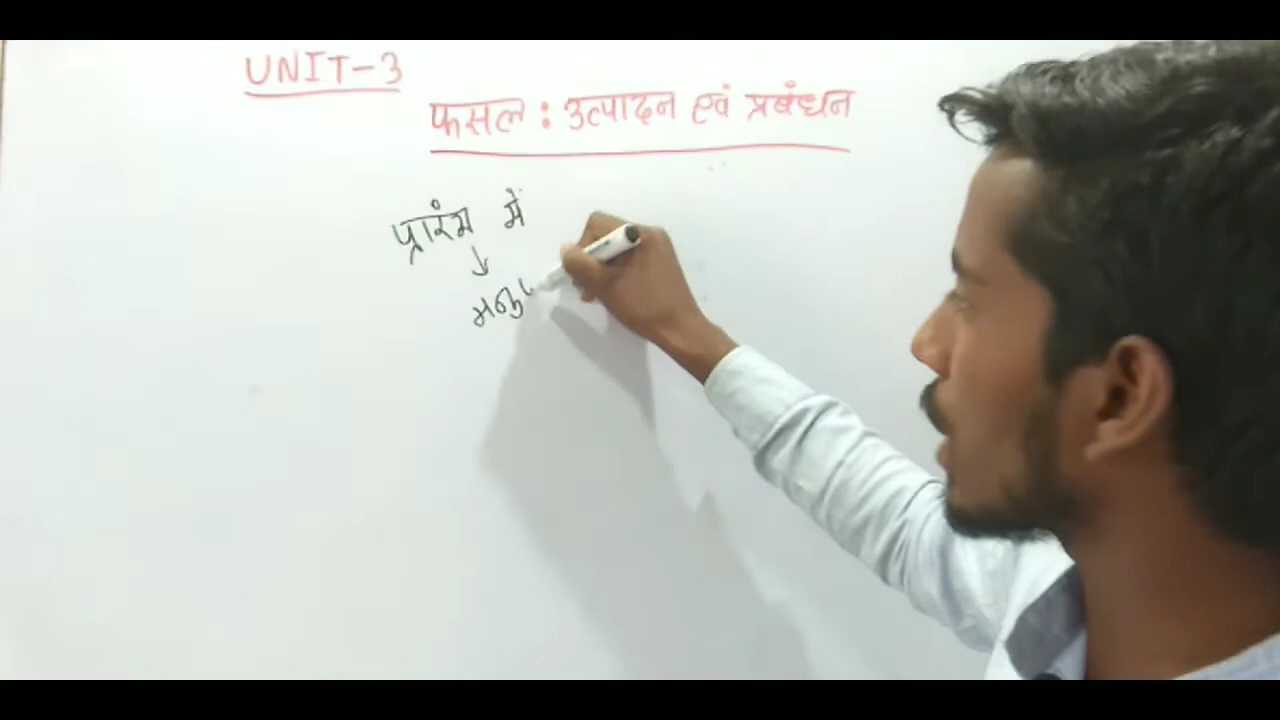 UNIT-3
फसल : उत्पादन एवं प्रबंधन
प्रारंभ में
↓
मनु